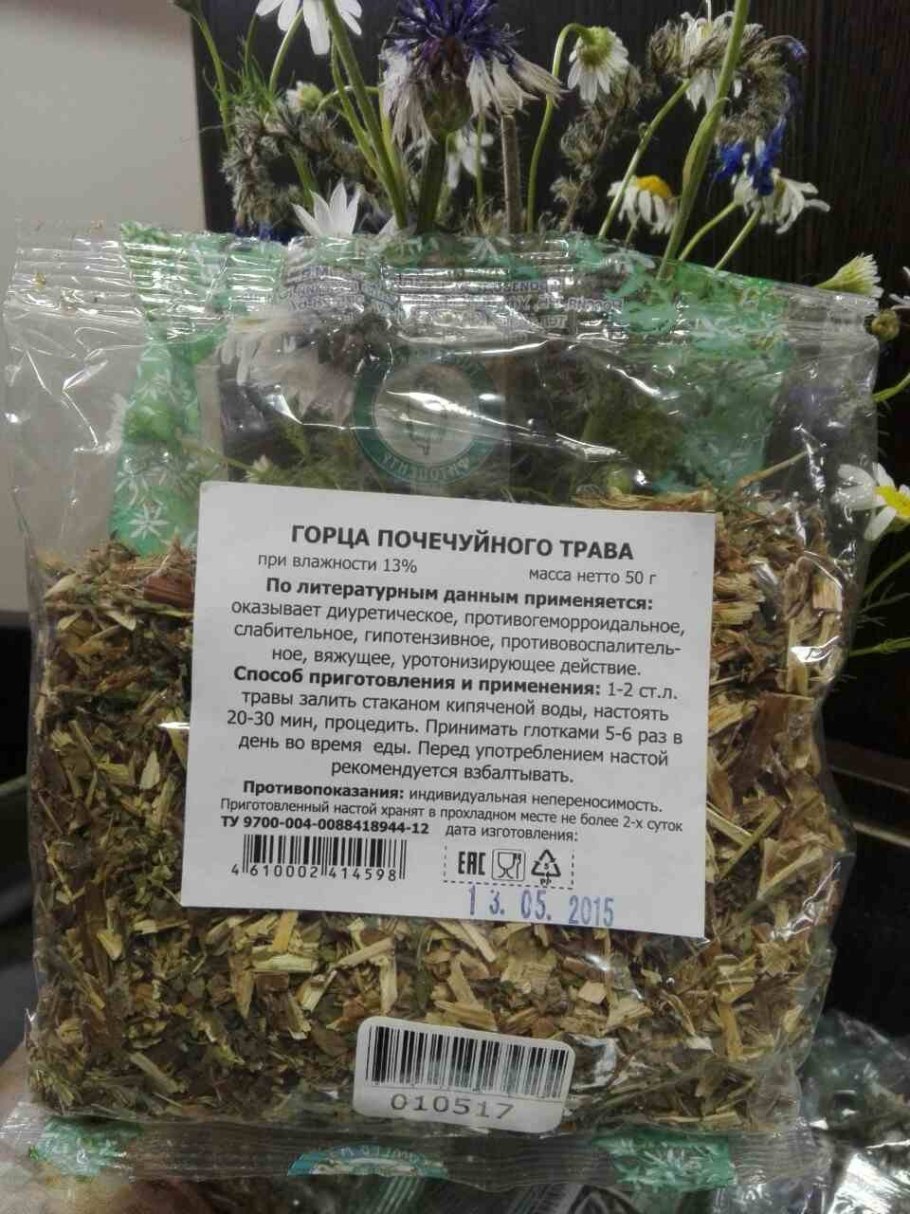 ГОРЦА ПОЧЕЧУЙНОГО ТРАВА
при влажности 13% масса нетто 50 г
По литературным данным применяется:
оказывает диуретическое, противогеморроидальное,
слабительное, гипотензивное, противовоспалитель-
ное, вяжущее, уротонизирующее действие.
Способ приготовления и применения: 1-2 ст.л.
травы залить стаканом кипяченой воды, настоять
20-30 мин, процедить. Принимать глотками 5-6 раз в
день во время еды. Перед употреблением настой
рекомендуется взбалтывать.
Противопоказания: индивидуальная непереносимость.
Приготовленный настой хранят в прохладном месте не более 2-х суток
ТУ 9700-004-0088418944-12 дата изготовления:
4 610002 414598
EAC 5 PP
13. 05. 2015
010517